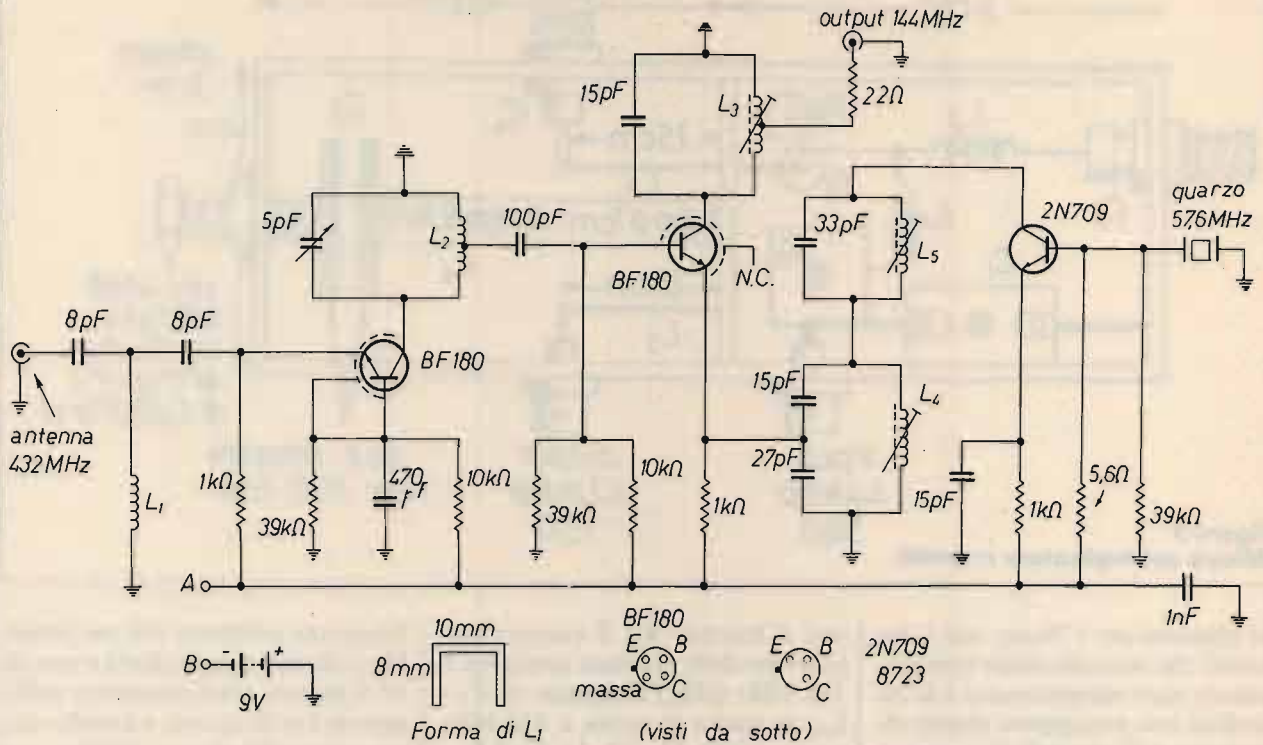 output 144MHz
15pF
L3
22Ω
5pF
L2
100pF
BF180
N.C.
33pF
L5
2N709
quarzo
57,6MHz
8pF
8pF
BF180
antenna
432MHz
L1
1kΩ
39kΩ
470
pF
10kΩ
39kΩ
10kΩ
1kΩ
15pF
27pF
L4
15pF
1kΩ
5,6Ω
39kΩ
1nF
A
B
- +
9V
10mm
8mm
Forma di L1
BF180
E B
C
massa
E B
C
2N709
8723
(visti da sotto)